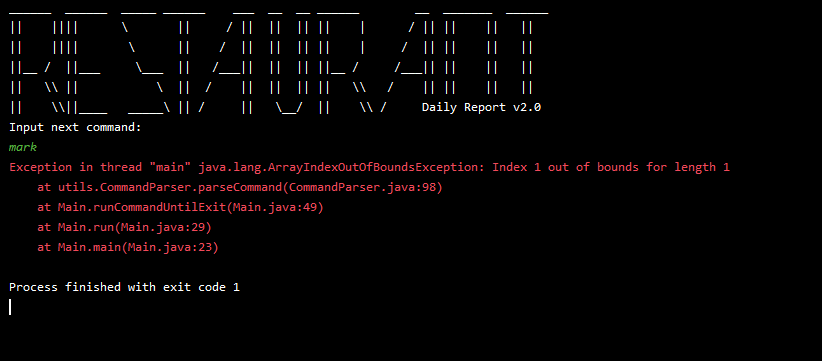 RESTAURANT
Daily Report v2.0
Input next command:
mark
Exception in thread "main" java.lang.ArrayIndexOutOfBoundsException: Index 1 out of bounds for length 1
at utils.CommandParser.parseCommand(CommandParser.java:98)
at Main.runCommandUntilExit(Main.java:49)
at Main.run(Main.java:29)
at Main.main(Main.java:23)
Process finished with exit code 1